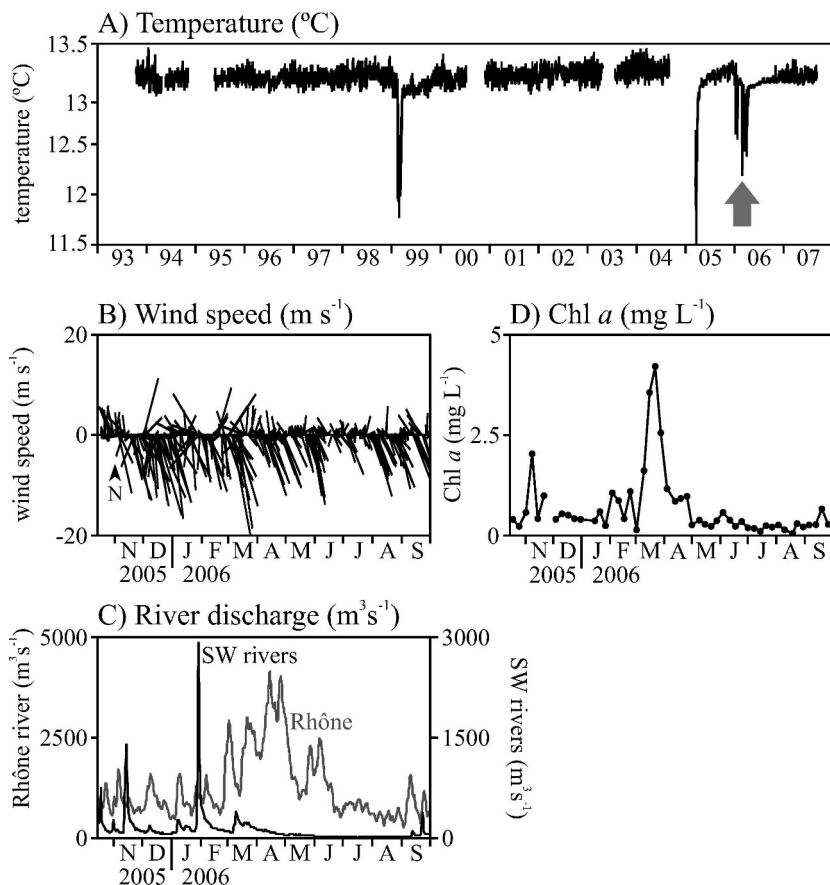 A) Temperature (ºC)
temperature (ºC)
13.5
13
12.5
12
11.5
93 94 95 96 97 98 99 00 01 02 03 04 05 06 07
B) Wind speed (m s⁻¹)
wind speed (m s⁻¹)
20
0
-20
N
N D J F M A M J J A S
2005 2006
D) Chl a (mg L⁻¹)
Chl a (mg L⁻¹)
5
2.5
0
N D J F M A M J J A S
2005 2006
C) River discharge (m³s⁻¹)
Rhône river (m³s⁻¹)
5000
2500
0
SW rivers
Rhône
3000
1500
0
SW rivers (m³s⁻¹)
N D J F M A M J J A S
2005 2006